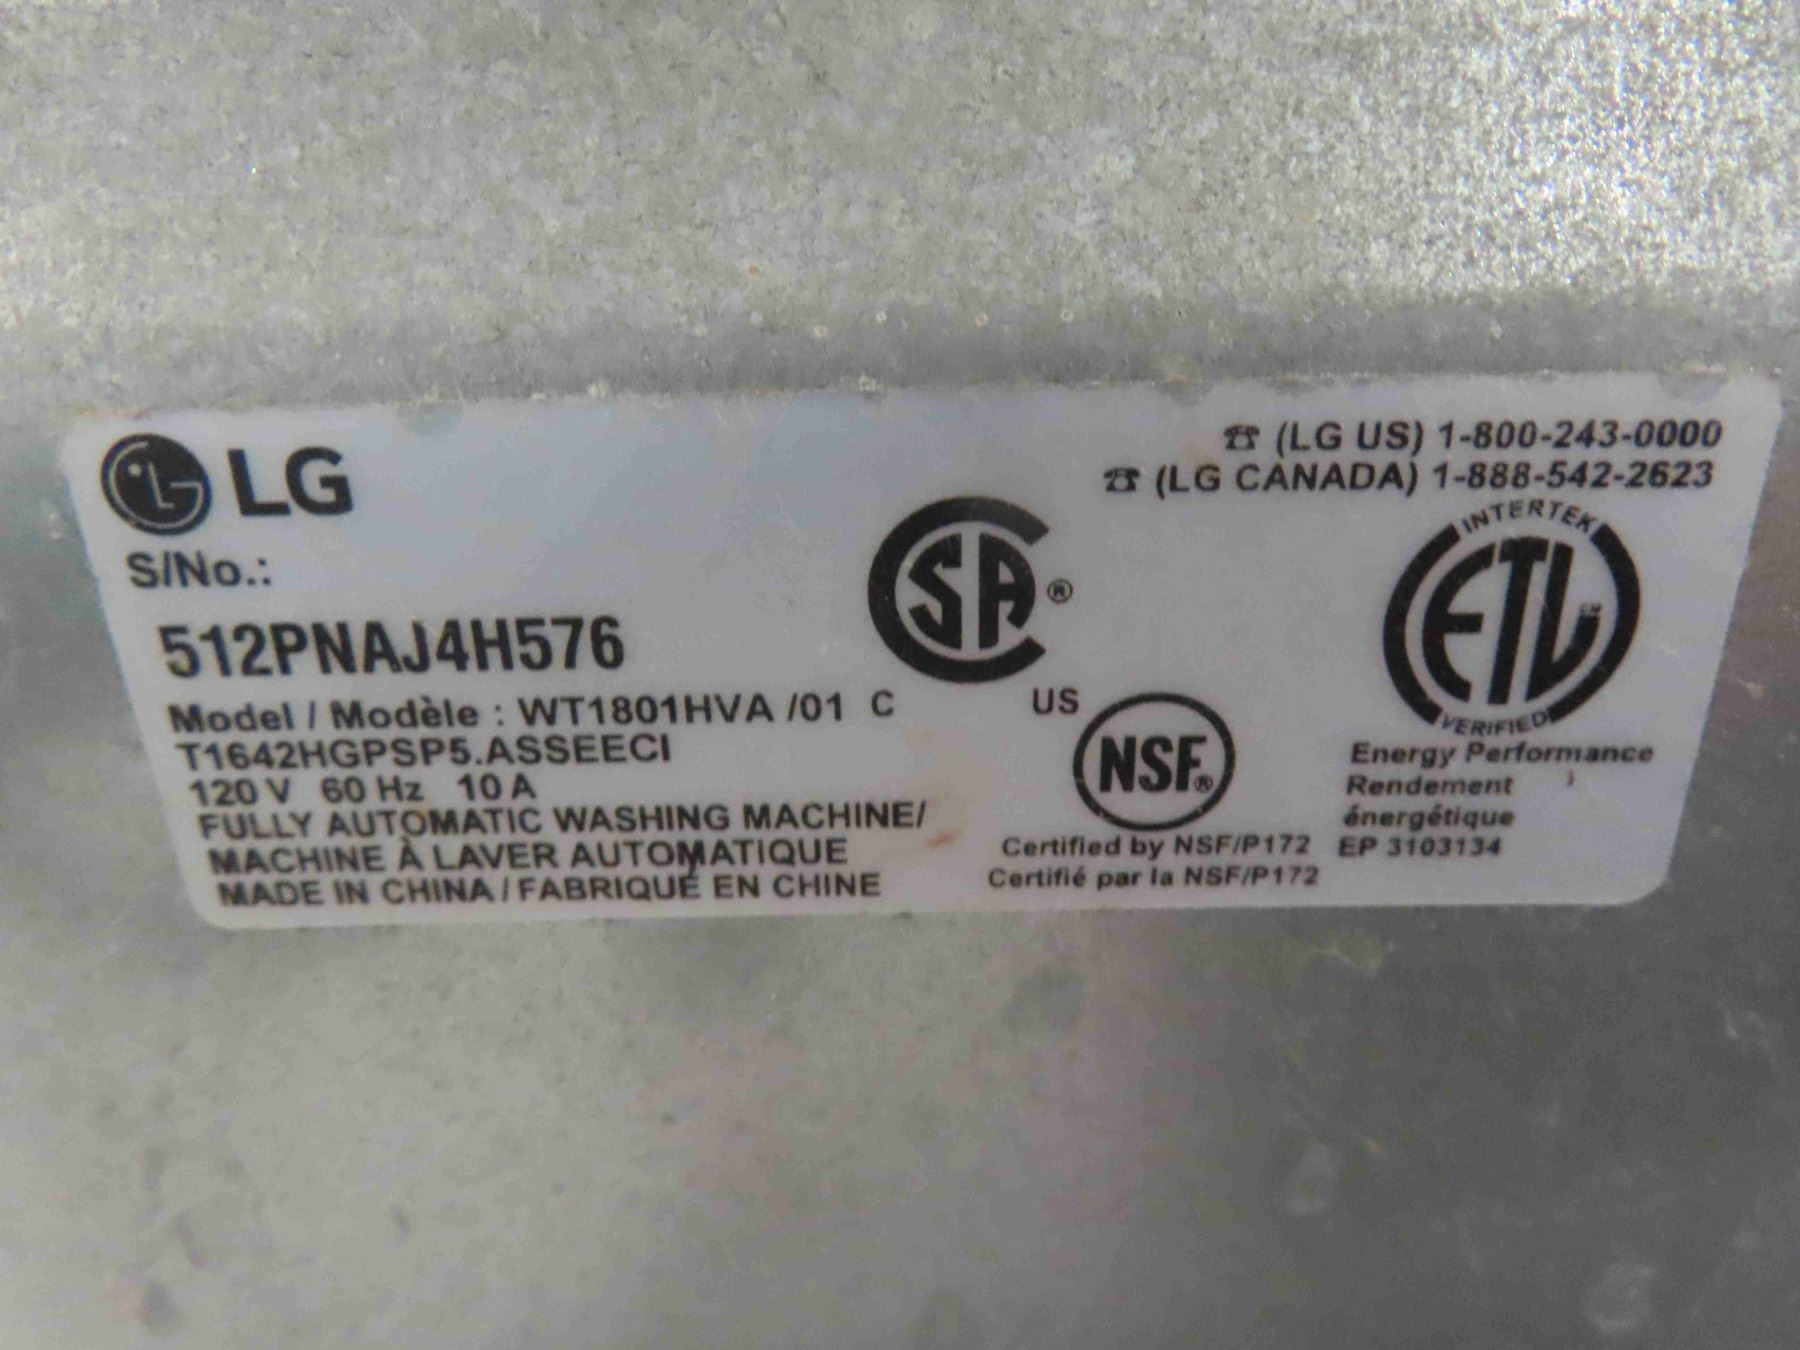 LG
(LG US) 1-800-243-0000
(LG CANADA) 1-888-542-2623
S/No.:
512PNAJ4H576
Model / Modèle : WT1801HVA /01
T1642HGPSP5.ASSEECI
120 V 60 Hz 10 A
FULLY AUTOMATIC WASHING MACHINE/
MACHINE À LAVER AUTOMATIQUE
MADE IN CHINA / FABRIQUÉ EN CHINE
SA ®
C US
NSF®
Certified by NSF/P172
Certifié par la NSF/P172
INTERTEK
ETL CM
VERIFIED
Energy Performance
Rendement
énergétique
EP 3103134